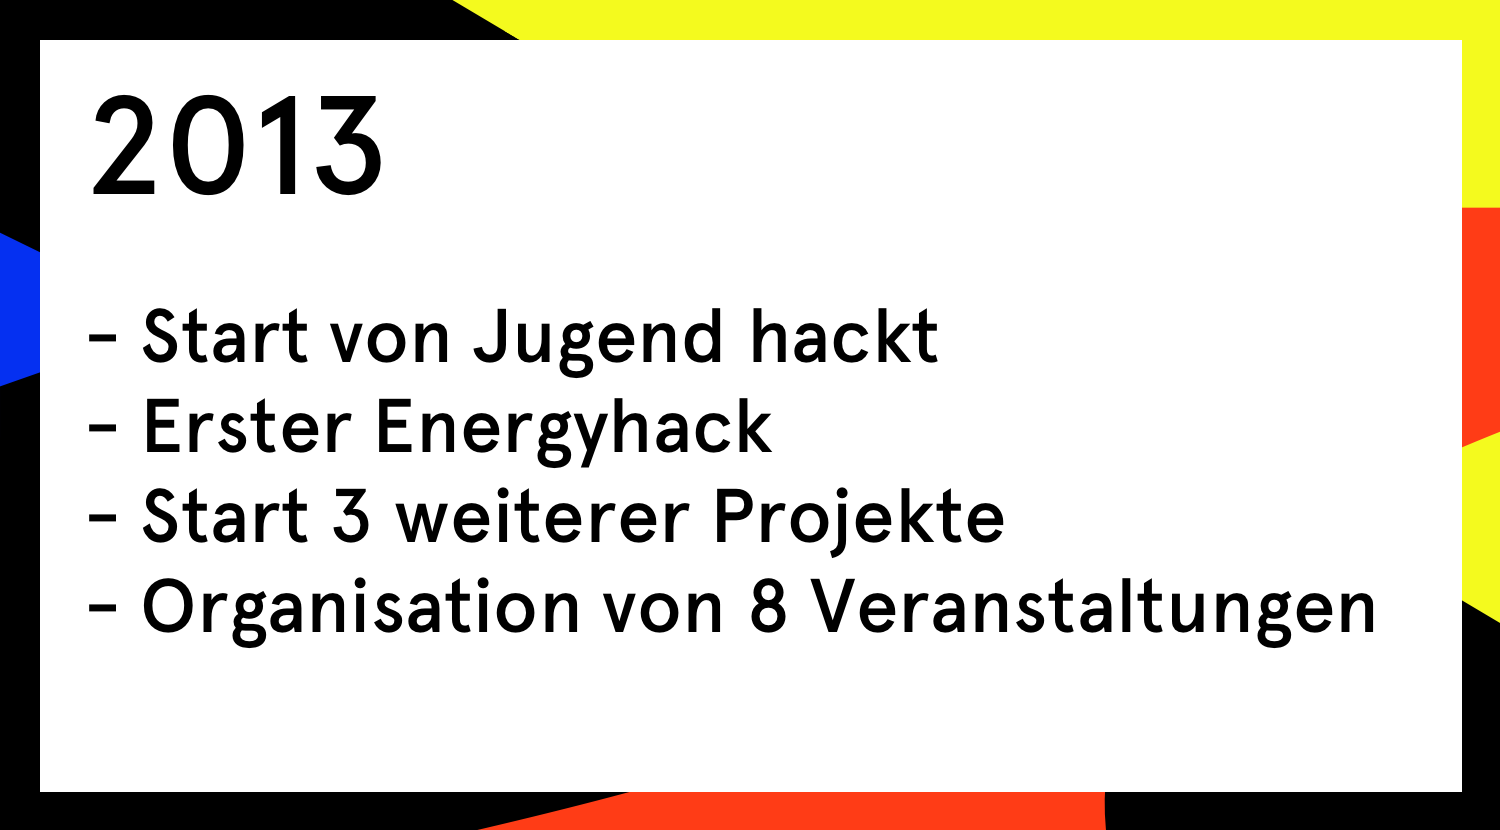 2013
– Start von Jugend hackt
– Erster Energyhack
– Start 3 weiterer Projekte
– Organisation von 8 Veranstaltungen